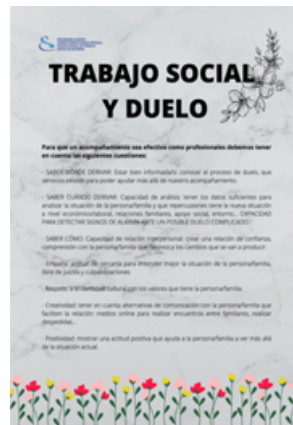 TRABAJO SOCIAL
Y DUELO
Para que un acompañamiento sea efectivo como profesionales debemos tener
en cuenta las siguientes cuestiones:
- SABER DÓNDE DERIVAR: Estar bien informado/a: conocer el proceso de duelo, que
servicios existen para poder ayudar más allá de nuestro acompañamiento.
- SABER CUÁNDO DERIVAR: Capacidad de análisis: tener los datos suficientes para
analizar la situación de la persona/familia y que repercusiones tiene la nueva situación
a nivel económico/laboral, relaciones familiares, apoyo social, entorno... CAPACIDAD
PARA DETECTAR SIGNOS DE ALARMA ANTE UN POSIBLE DUELO COMPLICADO
- SABER CÓMO: Capacidad de relación interpersonal: crear una relación de confianza,
comprensión con la persona/familia que favorezca los cambios que se van a producir.
- Empatía: actitud de cercanía para entender mejor la situación de la persona/familia,
libre de juicios y culpabilizaciones.
- Respeto: a la identidad cultural con los valores que tiene la persona/familia.
- Creatividad: tener en cuenta alternativas de comunicación con la persona/familia que
faciliten la relación: medios online para realizar encuentros entre familiares, realizar
despedidas...
- Positividad: mostrar una actitud positiva que ayuda a la persona/familia a ver más allá
de la situación actual.